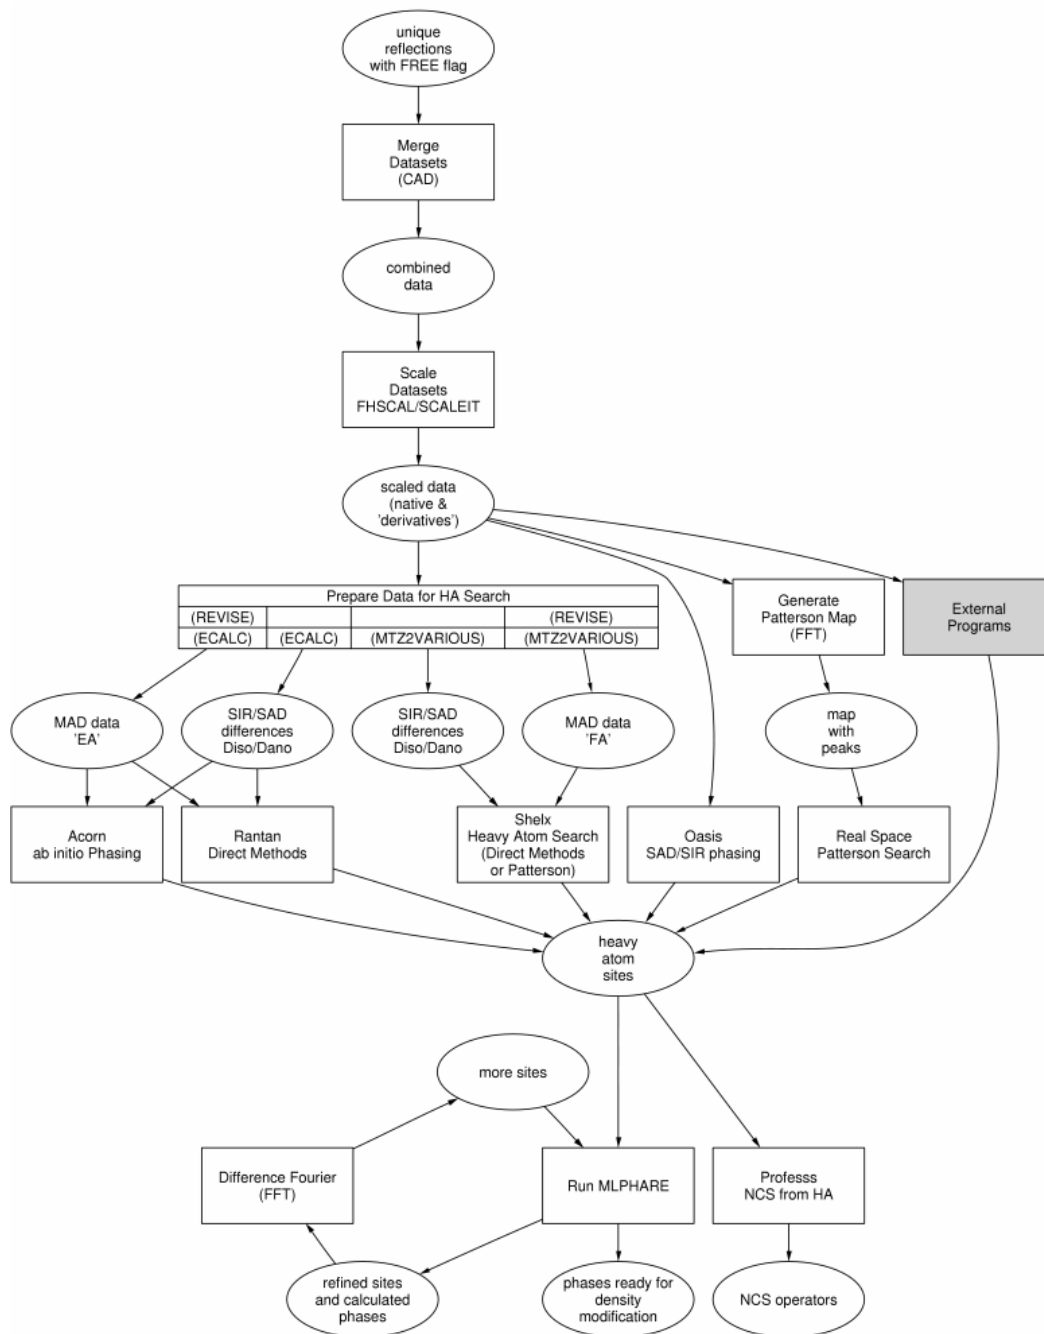 unique
reflections
with FREE flag
Merge
Datasets
(CAD)
combined
data
Scale
Datasets
FHSCAL/SCALEIT
scaled data
(native &
'derivatives')
Prepare Data for HA Search
(REVISE)
(REVISE)
(ECALC)
(ECALC)
(MTZ2VARIOUS)
(MTZ2VARIOUS)
Generate
Patterson Map
(FFT)
External
Programs
MAD data
'EA'
SIR/SAD
differences
Diso/Dano
SIR/SAD
differences
Diso/Dano
MAD data
'FA'
map
with
peaks
Acorn
ab initio Phasing
Rantan
Direct Methods
Shelx
Heavy Atom Search
(Direct Methods
or Patterson)
Oasis
SAD/SIR phasing
Real Space
Patterson Search
heavy
atom
sites
more sites
Difference Fourier
(FFT)
Run MLPHARE
Professs
NCS from HA
refined sites
and calculated
phases
phases ready for
density
modification
NCS operators